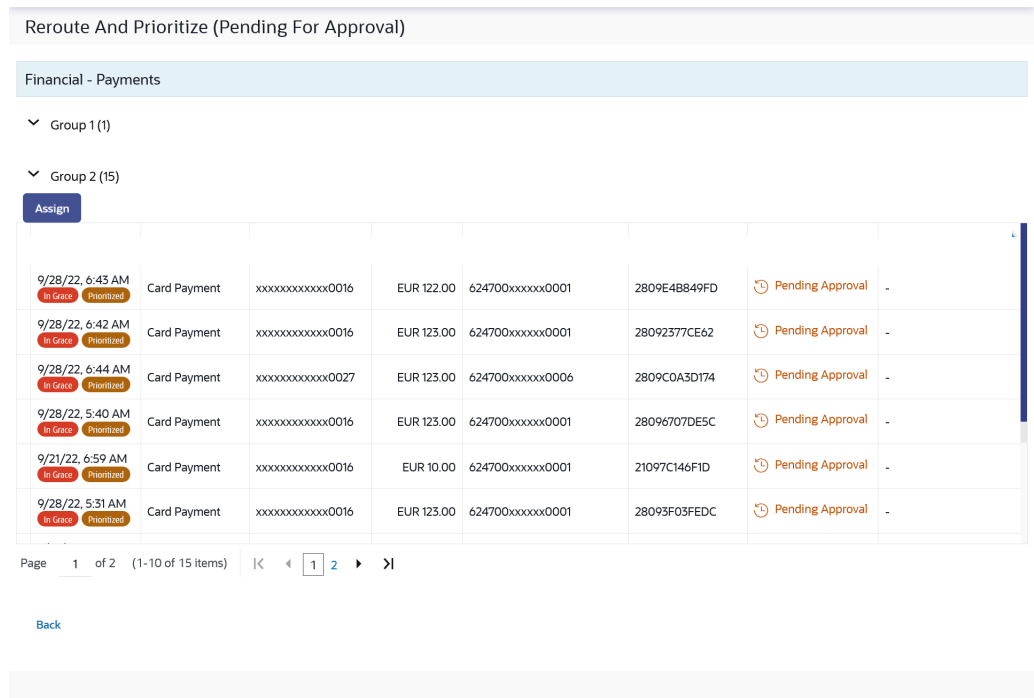 Reroute And Prioritize (Pending For Approval)
Financial - Payments
Group 1 (1)
Group 2 (15)
Assign
9/28/22, 6:43 AM In Grace Prioritized Card Payment xxxxxxxxxxxx0016 EUR 122.00 624700xxxxxx0001 2809E4B849FD Pending Approval -
9/28/22, 6:42 AM In Grace Prioritized Card Payment xxxxxxxxxxxx0016 EUR 123.00 624700xxxxxx0001 28092377CE62 Pending Approval -
9/28/22, 6:44 AM In Grace Prioritized Card Payment xxxxxxxxxxxx0027 EUR 123.00 624700xxxxxx0006 2809C0A3D174 Pending Approval -
9/28/22, 5:40 AM In Grace Prioritized Card Payment xxxxxxxxxxxx0016 EUR 123.00 624700xxxxxx0001 28096707DE5C Pending Approval -
9/21/22, 6:59 AM In Grace Prioritized Card Payment xxxxxxxxxxxx0016 EUR 10.00 624700xxxxxx0001 21097C146F1D Pending Approval -
9/28/22, 5:31 AM In Grace Prioritized Card Payment xxxxxxxxxxxx0016 EUR 123.00 624700xxxxxx0001 28093F03FEDC Pending Approval -
Page 1 of 2 (1-10 of 15 items) 1 2
Back